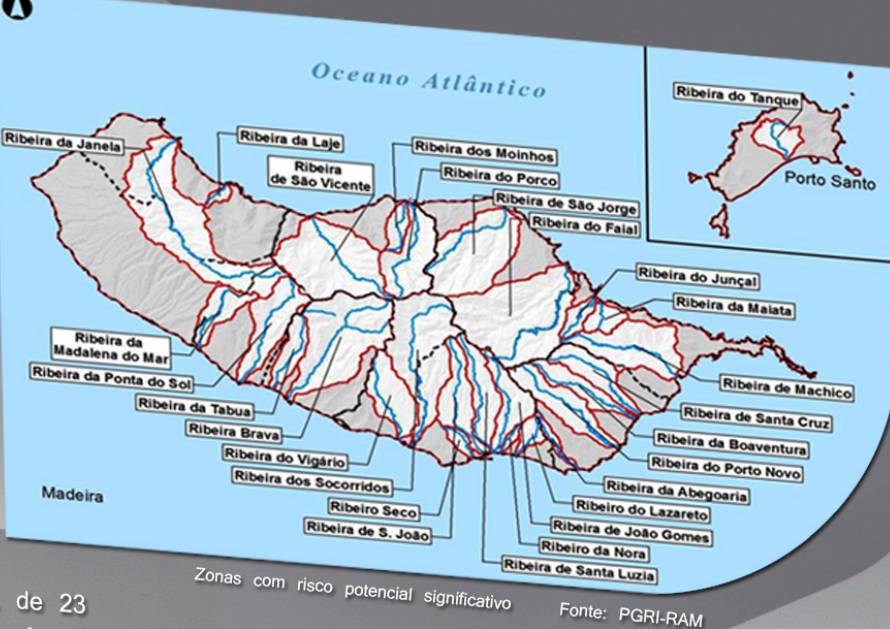 Oceano Atlântico
Ribeira do Tanque
Porto Santo
Ribeira da Janela
Ribeira da Laje
Ribeira
de São Vicente
Ribeira dos Moinhos
Ribeira do Porco
Ribeira de São Jorge
Ribeira do Faial
Ribeira do Junçal
Ribeira da Maiata
Ribeira da
Madalena do Mar
Ribeira da Ponta do Sol
Ribeira da Tabua
Ribeira Brava
Ribeira do Vigário
Ribeira dos Socorridos
Ribeiro Seco
Ribeira de S. João
Ribeira de Machico
Ribeira de Santa Cruz
Ribeira da Boaventura
Ribeira do Porto Novo
Ribeira da Abegoaria
Ribeiro do Lazareto
Ribeira de João Gomes
Ribeiro da Nora
Ribeira de Santa Luzia
Madeira
Zonas com risco potencial significativo
Fonte: PGRI-RAM
de 23